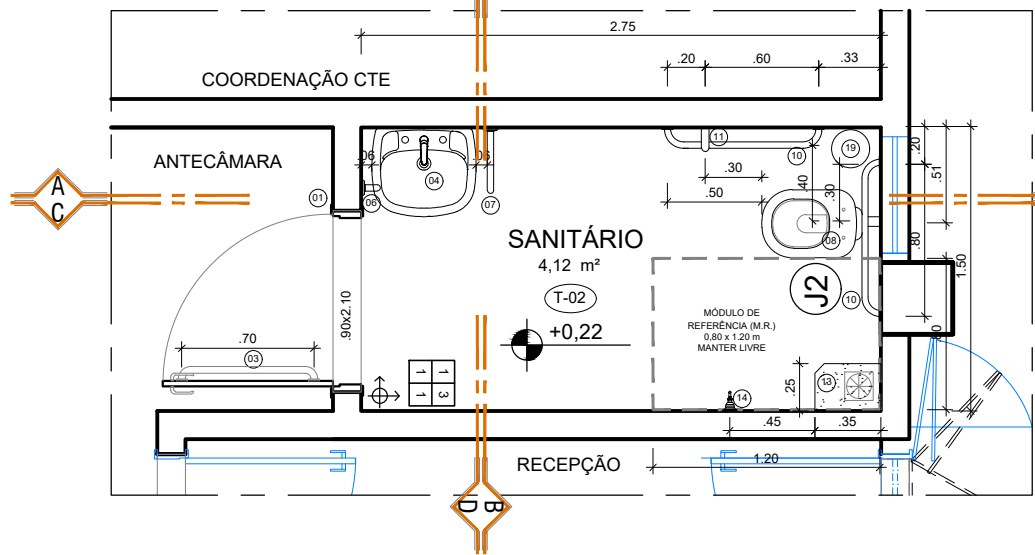 2.75
.20
.60
.33
COORDENAÇÃO CTE
ANTECÂMARA
A
C
01
.06
.06
04
06
07
11
10
19
.30
.50
.40
.30
.20
.51
.80
1.50
08
SANITÁRIO
4,12 m²
T-02
+0,22
J2
10
MÓDULO DE
REFERÊNCIA (M.R.)
0,80 x 1.20 m
MANTER LIVRE
.90x2.10
.70
03
1
1
1
3
.25
13
14
.45
.35
1.20
RECEPÇÃO
B
D